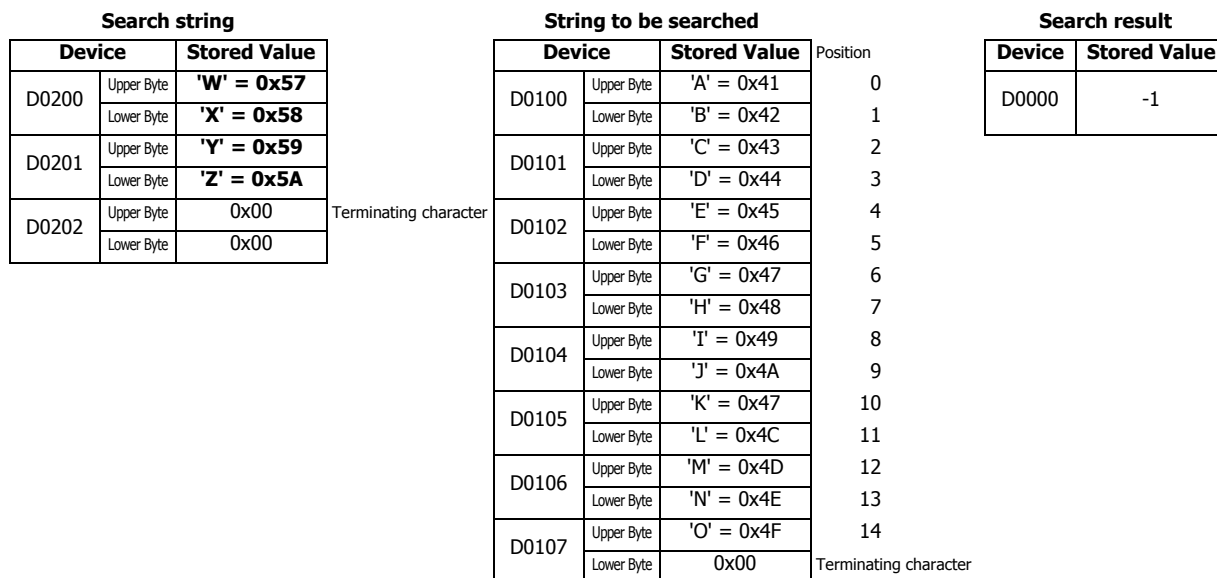 Search string
Device Stored Value
D0200 Upper Byte 'W' = 0x57
Lower Byte 'X' = 0x58
D0201 Upper Byte 'Y' = 0x59
Lower Byte 'Z' = 0x5A
D0202 Upper Byte 0x00 Terminating character
Lower Byte 0x00
String to be searched
Device Stored Value Position
D0100 Upper Byte 'A' = 0x41 0
Lower Byte 'B' = 0x42 1
D0101 Upper Byte 'C' = 0x43 2
Lower Byte 'D' = 0x44 3
D0102 Upper Byte 'E' = 0x45 4
Lower Byte 'F' = 0x46 5
D0103 Upper Byte 'G' = 0x47 6
Lower Byte 'H' = 0x48 7
D0104 Upper Byte 'I' = 0x49 8
Lower Byte 'J' = 0x4A 9
D0105 Upper Byte 'K' = 0x47 10
Lower Byte 'L' = 0x4C 11
D0106 Upper Byte 'M' = 0x4D 12
Lower Byte 'N' = 0x4E 13
D0107 Upper Byte 'O' = 0x4F 14
Lower Byte 0x00 Terminating character
Search result
Device Stored Value
D0000 -1